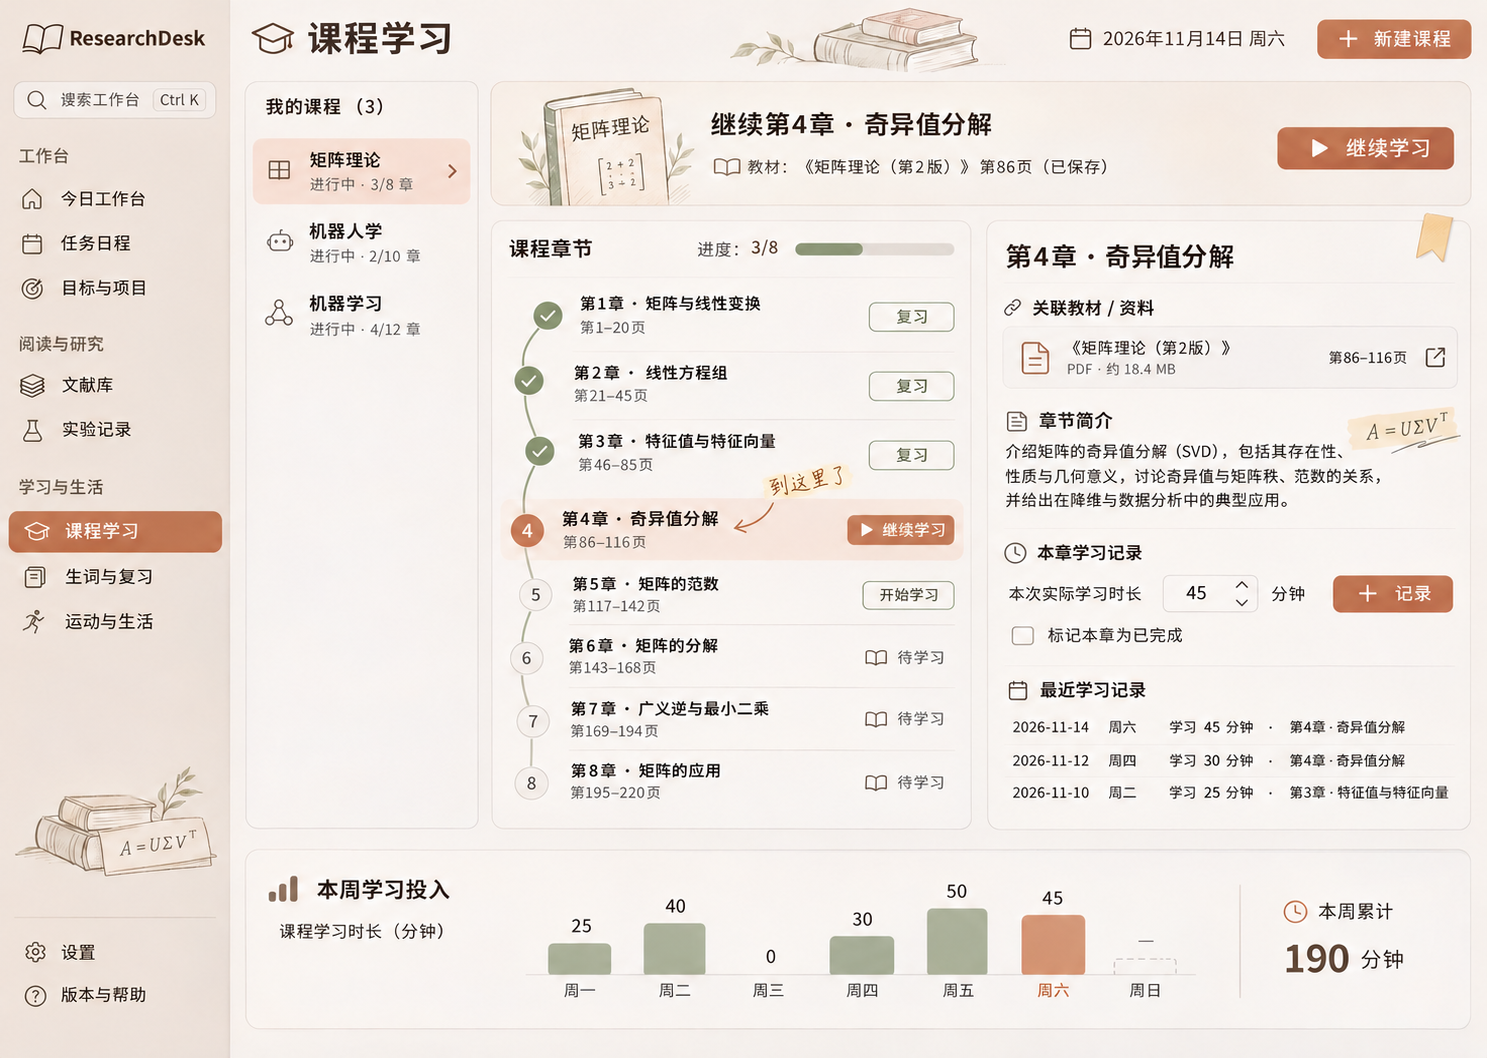 ResearchDesk
搜索工作台 Ctrl K
工作台
今日工作台
任务日程
目标与项目
阅读与研究
文献库
实验记录
学习与生活
课程学习
生词与复习
运动与生活
A=UΣVᵀ
设置
版本与帮助
课程学习
2026年11月14日 周六
+ 新建课程
我的课程（3）
矩阵理论
进行中 · 3/8 章
机器人学
进行中 · 2/10 章
机器学习
进行中 · 4/12 章
矩阵理论
2 + 2
3 ÷ 2
继续第4章 · 奇异值分解
教材：《矩阵理论（第2版）》 第86页（已保存）
继续学习
课程章节
进度：3/8
第1章 · 矩阵与线性变换
第1–20页
复习
第2章 · 线性方程组
第21–45页
复习
第3章 · 特征值与特征向量
第46–85页
复习
到这里了
4
第4章 · 奇异值分解
第86–116页
继续学习
5
第5章 · 矩阵的范数
第117–142页
开始学习
6
第6章 · 矩阵的分解
第143–168页
待学习
7
第7章 · 广义逆与最小二乘
第169–194页
待学习
8
第8章 · 矩阵的应用
第195–220页
待学习
第4章 · 奇异值分解
关联教材 / 资料
《矩阵理论（第2版）》
PDF · 约 18.4 MB
第86–116页
章节简介
A=UΣVᵀ
介绍矩阵的奇异值分解（SVD），包括其存在性、
性质与几何意义，讨论奇异值与矩阵秩、范数的关系，
并给出在降维与数据分析中的典型应用。
本章学习记录
本次实际学习时长 45 分钟 + 记录
标记本章为已完成
最近学习记录
2026-11-14 周六 学习 45 分钟 · 第4章 · 奇异值分解
2026-11-12 周四 学习 30 分钟 · 第4章 · 奇异值分解
2026-11-10 周二 学习 25 分钟 · 第3章 · 特征值与特征向量
本周学习投入
课程学习时长（分钟）
25 40 0 30 50 45 —
周一 周二 周三 周四 周五 周六 周日
本周累计
190 分钟